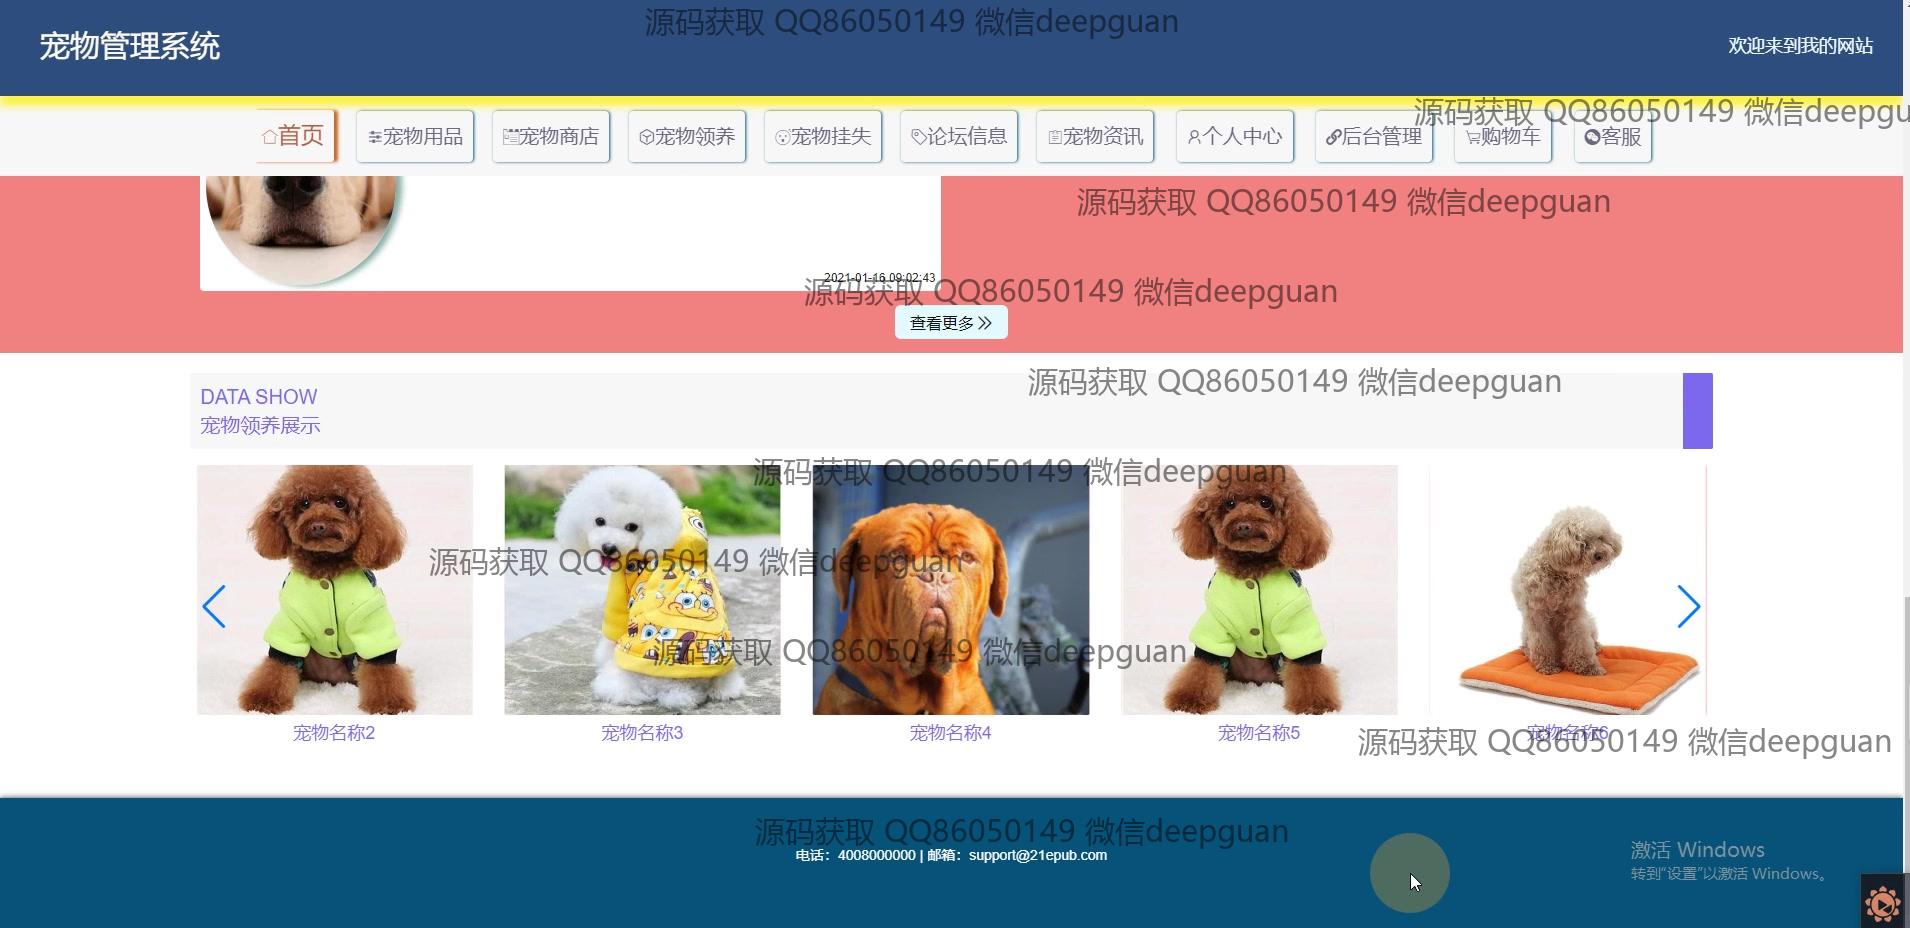 源码获取 QQ86050149 微信deepguan
宠物管理系统
欢迎来到我的网站
源码获取 QQ86050149 微信deepgu
首页
宠物用品
宠物商店
宠物领养
宠物挂失
论坛信息
宠物资讯
个人中心
后台管理
购物车
客服
源码获取 QQ86050149 微信deepguan
2021-01-16 09:02:43
源码获取 QQ86050149 微信deepguan
查看更多
源码获取 QQ86050149 微信deepguan
DATA SHOW
宠物领养展示
源码获取 QQ86050149 微信deepguan
源码获取 QQ86050149 微信deepguan
源码获取 QQ86050149 微信deepguan
宠物名称2
宠物名称3
宠物名称4
宠物名称5
宠物名称6
源码获取 QQ86050149 微信deepguan
源码获取 QQ86050149 微信deepguan
电话：4008000000 | 邮箱：support@21epub.com
激活 Windows
转到"设置"以激活 Windows。